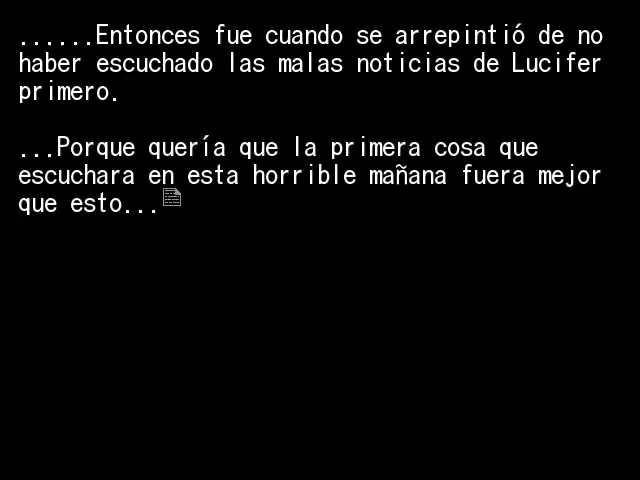 ......Entonces fue cuando se arrepintió de no
haber escuchado las malas noticias de Lucifer
primero.
...Porque quería que la primera cosa que
escuchara en esta horrible mañana fuera mejor
que esto...